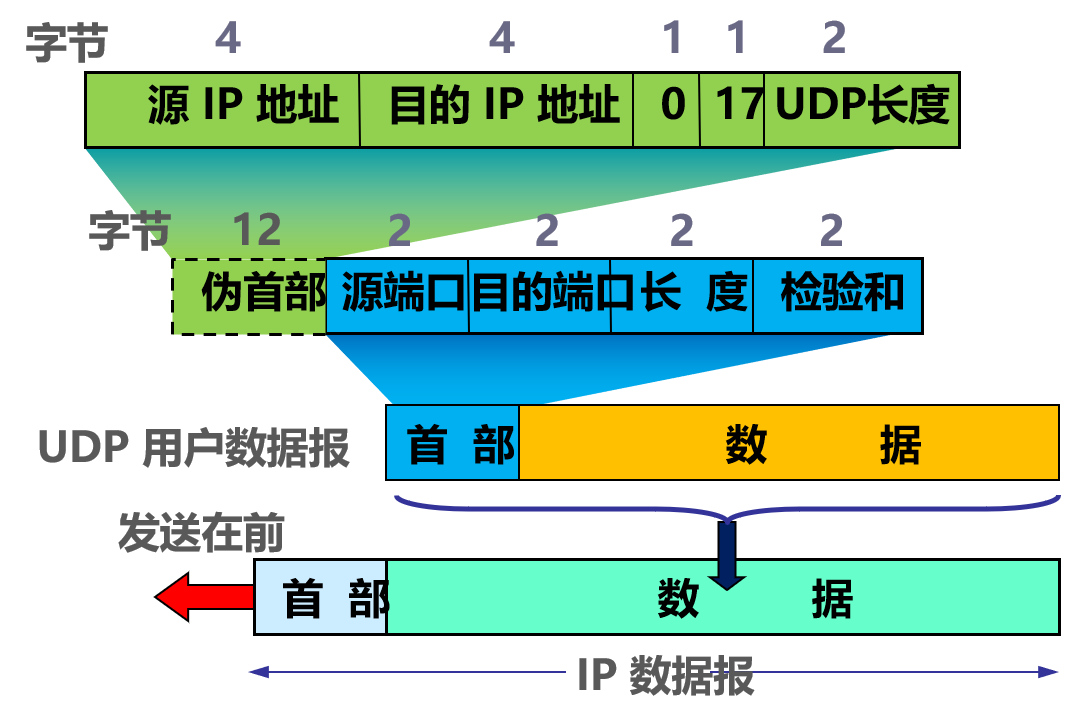 字节 4 4 1 1 2
源 IP 地址 目的 IP 地址 0 17 UDP长度
字节 12 2 2 2 2
伪首部 源端口 目的端口 长 度 检验和
UDP 用户数据报 首 部 数 据
发送在前
首 部 数 据
IP 数据报